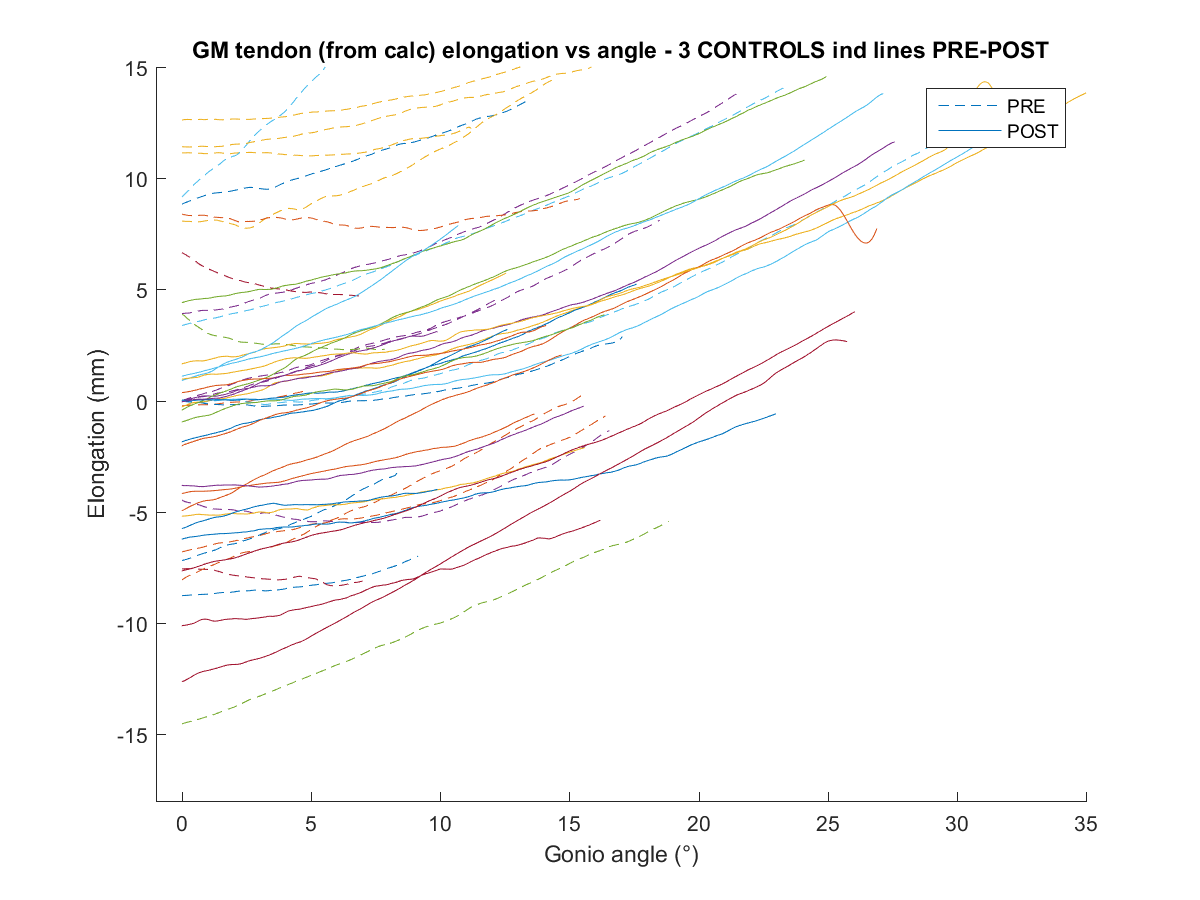 GM tendon (from calc) elongation vs angle - 3 CONTROLS ind lines PRE-POST
PRE
POST
15
10
5
0
-5
-10
-15
Elongation (mm)
0 5 10 15 20 25 30 35
Gonio angle (°)